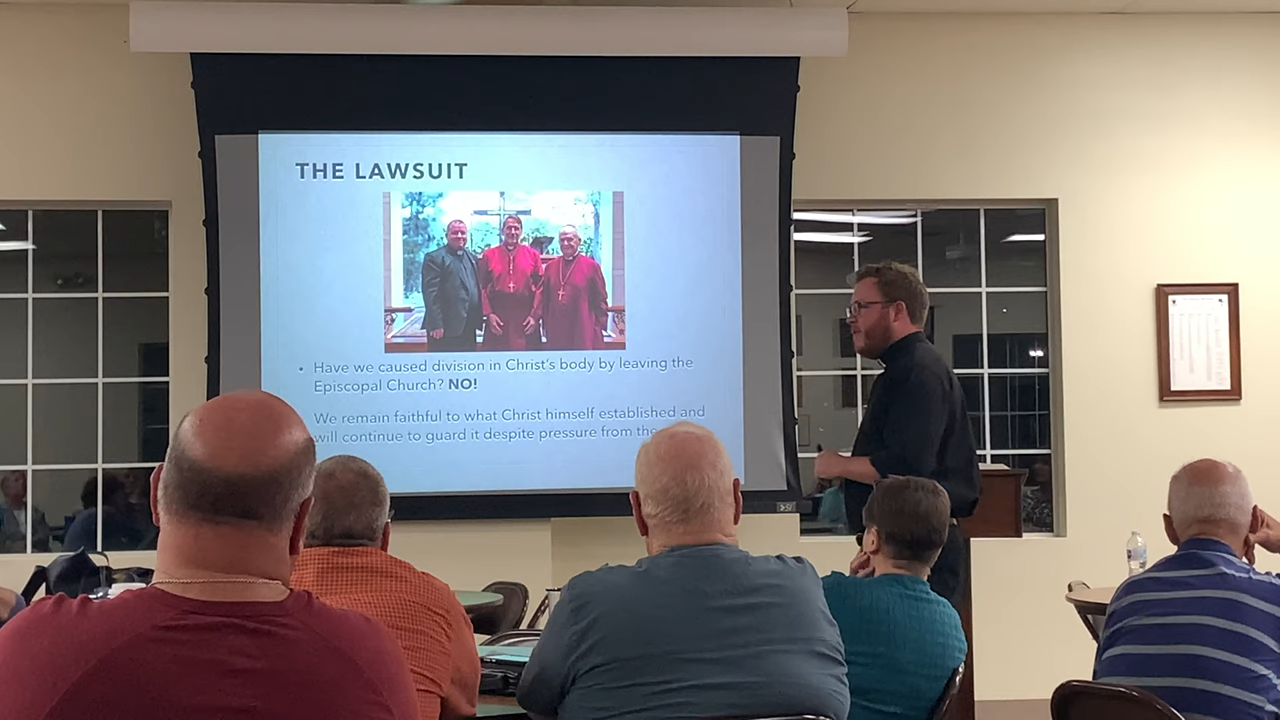 THE LAWSUIT
• Have we caused division in Christ's body by leaving the
Episcopal Church? NO!
We remain faithful to what Christ himself established and
will continue to guard it despite pressure from the